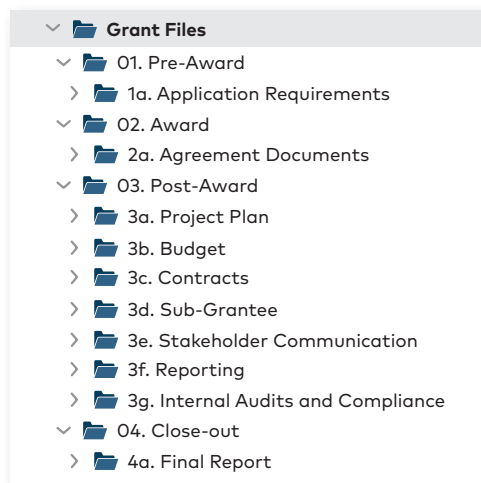 Grant Files
01. Pre-Award
1a. Application Requirements
02. Award
2a. Agreement Documents
03. Post-Award
3a. Project Plan
3b. Budget
3c. Contracts
3d. Sub-Grantee
3e. Stakeholder Communication
3f. Reporting
3g. Internal Audits and Compliance
04. Close-out
4a. Final Report